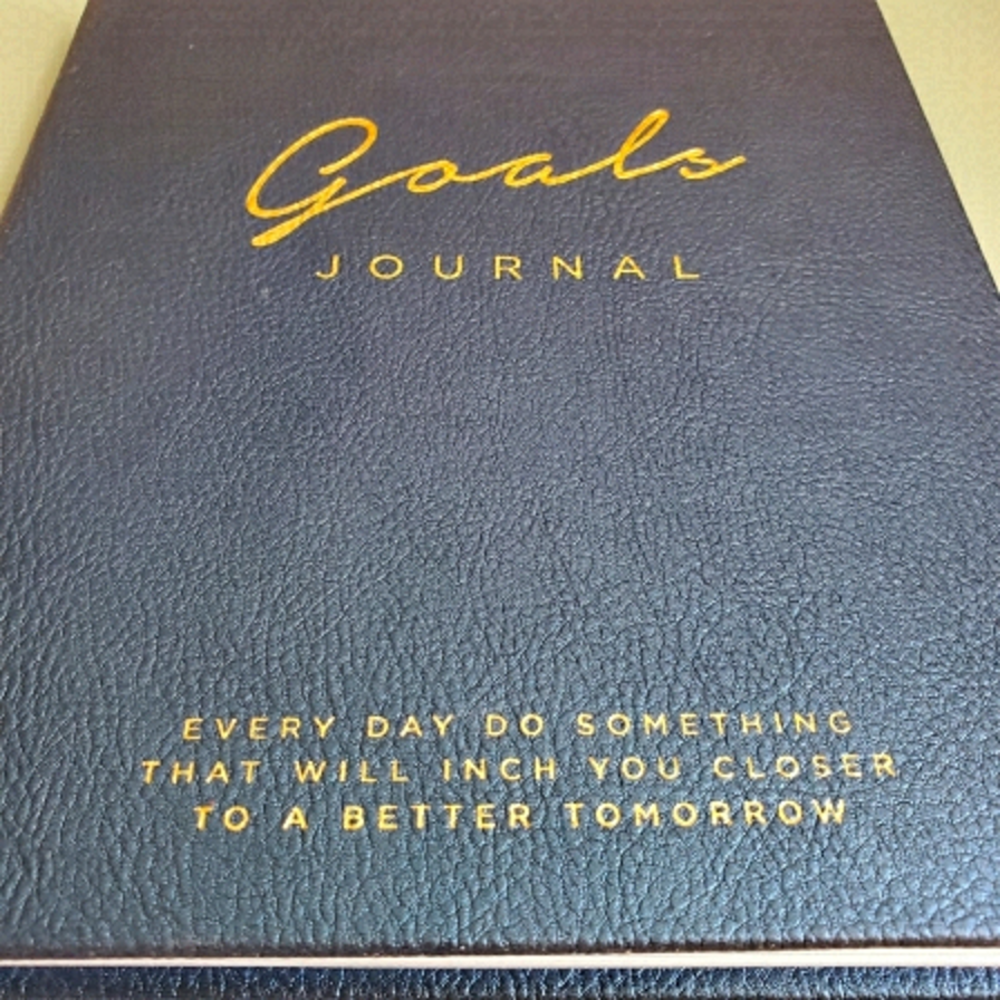 Goals
JOURNAL
EVERY DAY DO SOMETHING
THAT WILL INCH YOU CLOSER
TO A BETTER TOMORROW